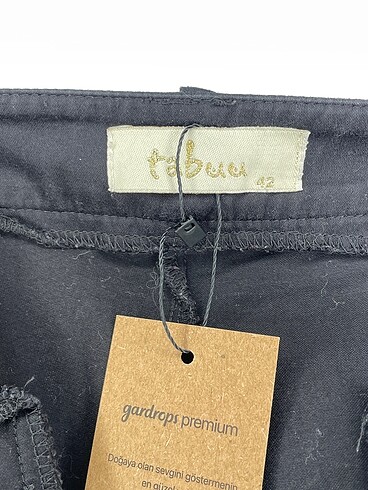 tabuu
42
gardrops premium
Doğaya olan sevgini göstermenin
en güzel